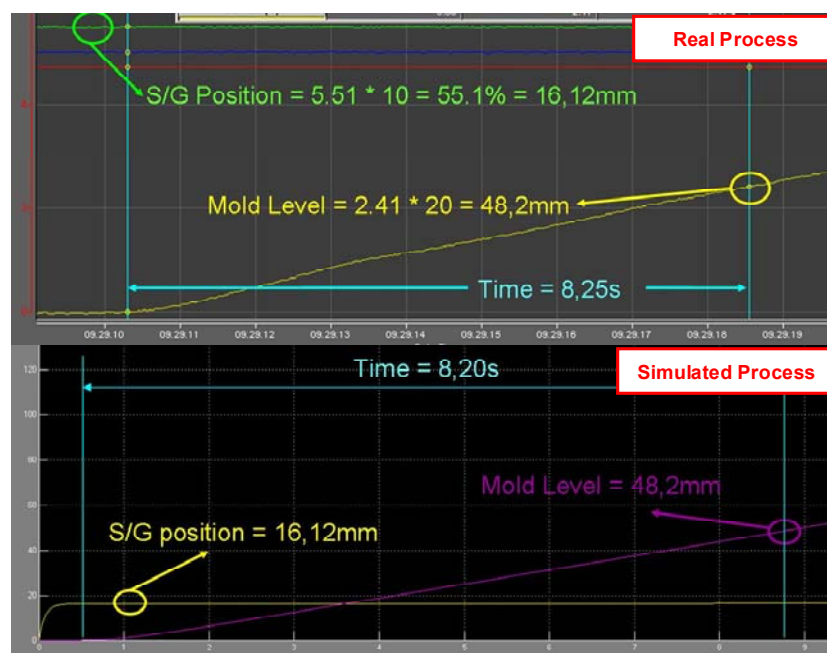 Real Process
S/G Position = 5.51 * 10 = 55.1% = 16,12mm
Mold Level = 2.41 * 20 = 48,2mm
Time = 8,25s
09.29.10 09.29.11 09.29.12 09.29.13 09.29.14 09.29.15 09.29.16 09.29.17 09.29.18 09.29.19
Time = 8,20s
Simulated Process
120
100
80
60
40
20
0
Mold Level = 48,2mm
S/G position = 16,12mm
0 1 2 3 4 5 6 7 8 9